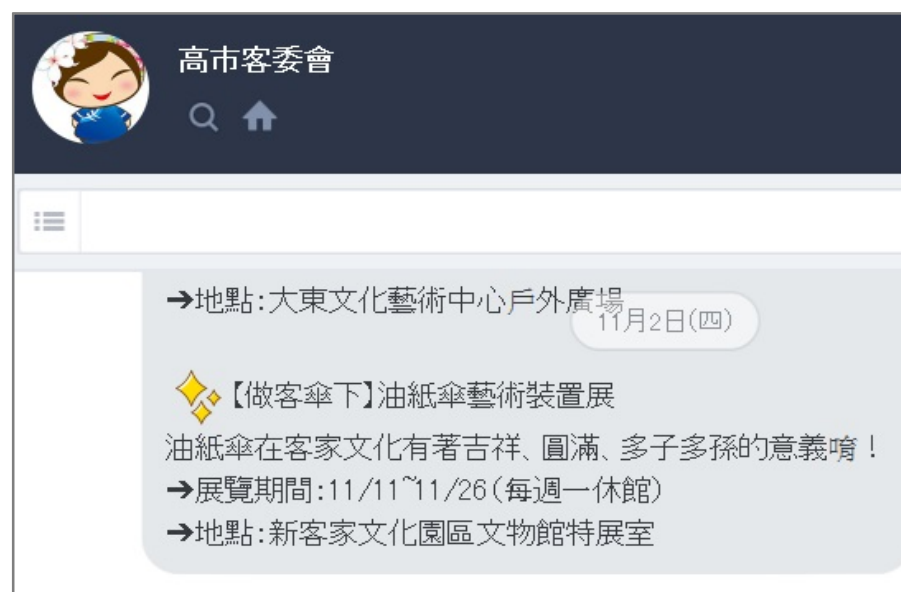 高市客委會
➔地點:大東文化藝術中心戶外廣場
11月2日(四)
【做客傘下】油紙傘藝術裝置展
油紙傘在客家文化有著吉祥、圓滿、多子多孫的意義唷！
➔展覽期間:11/11~11/26(每週一休館)
➔地點:新客家文化園區文物館特展室